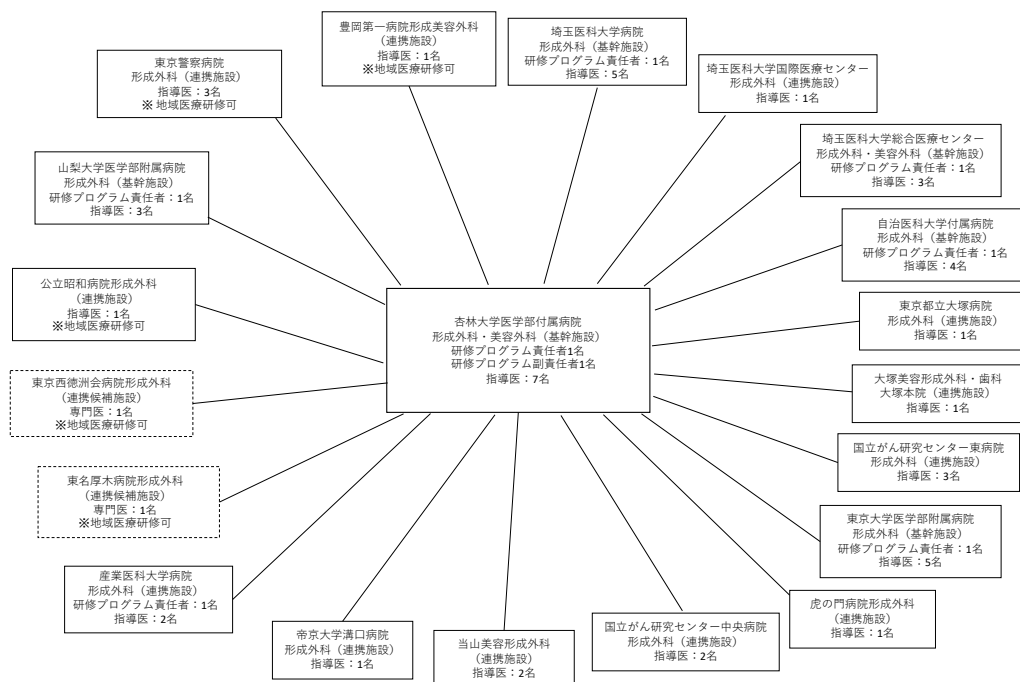 豊岡第一病院形成美容外科
(連携施設)
指導医：1名
※地域医療研修可
埼玉医科大学病院
形成外科（基幹施設）
研修プログラム責任者：1名
指導医：5名
東京警察病院
形成外科（連携施設）
指導医：3名
※ 地域医療研修可
埼玉医科大学国際医療センター
形成外科（連携施設）
指導医：1名
埼玉医科大学総合医療センター
形成外科・美容外科（基幹施設）
研修プログラム責任者：1名
指導医：3名
山梨大学医学部附属病院
形成外科（基幹施設）
研修プログラム責任者：1名
指導医：3名
自治医科大学付属病院
形成外科（基幹施設）
研修プログラム責任者：1名
指導医：4名
公立昭和病院形成外科
(連携施設)
指導医：1名
※地域医療研修可
杏林大学医学部付属病院
形成外科・美容外科（基幹施設）
研修プログラム責任者1名
研修プログラム副責任者1名
指導医：7名
東京都立大塚病院
形成外科（連携施設）
指導医：1名
東京西徳洲会病院形成外科
(連携候補施設)
専門医：1名
※地域医療研修可
大塚美容形成外科・歯科
大塚本院（連携施設）
指導医：1名
国立がん研究センター東病院
形成外科（連携施設）
指導医：3名
東名厚木病院形成外科
(連携候補施設)
専門医：1名
※地域医療研修可
東京大学医学部附属病院
形成外科（基幹施設）
研修プログラム責任者：1名
指導医：5名
産業医科大学病院
形成外科（連携施設）
研修プログラム責任者：1名
指導医：2名
虎の門病院形成外科
(連携施設)
指導医：1名
帝京大学溝口病院
形成外科（連携施設）
指導医：1名
当山美容形成外科
(連携施設)
指導医：2名
国立がん研究センター中央病院
形成外科（連携施設）
指導医：2名